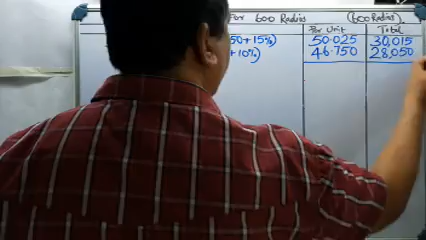 For 600 Radios (600 Radios)
Per Unit Total
50+15%) 50.025 30,015
+10%) 46.750 28,050